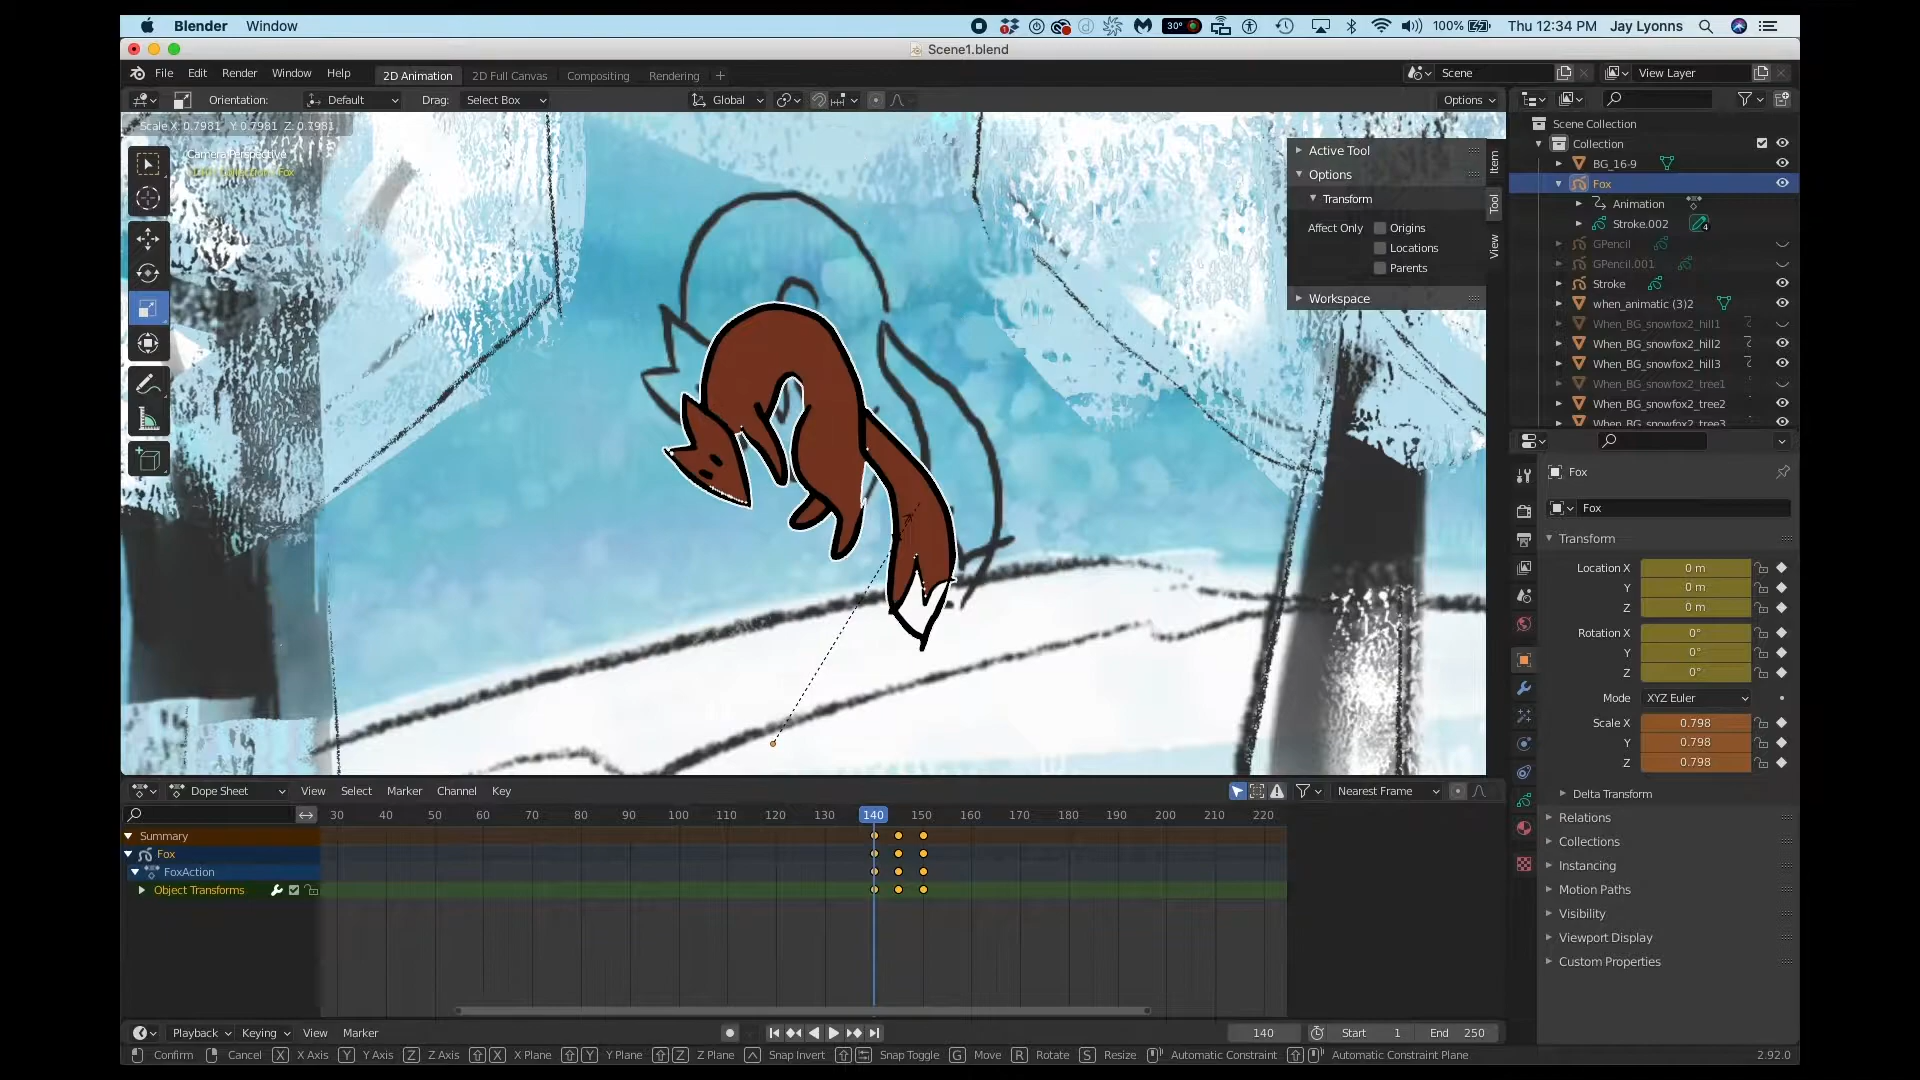 Blender Window 30° 100% Thu 12:34 PM Jay Lyonns
Scene1.blend
File Edit Render Window Help 2D Animation 2D Full Canvas Compositing Rendering + Scene View Layer
Orientation: Default Drag: Select Box Global Options
Scale X: 0.7981 Y: 0.7981 Z: 0.7981
Camera Perspective
Active Tool
Options
Transform
Affect Only Origins
Locations
Parents
Workspace
Item
Tool
View
Scene Collection
Collection
BG_16-9
Fox
Animation
Stroke.002 4
GPencil
GPencil.001
Stroke
when_animatic (3)2
When_BG_snowfox2_hill1
When_BG_snowfox2_hill2
When_BG_snowfox2_hill3
When_BG_snowfox2_tree1
When_BG_snowfox2_tree2
When_BG_snowfox2_tree3
Fox
Fox
Transform
Location X 0 m
Y 0 m
Z 0 m
Rotation X 0°
Y 0°
Z 0°
Mode XYZ Euler
Scale X 0.798
Y 0.798
Z 0.798
Delta Transform
Relations
Collections
Instancing
Motion Paths
Visibility
Viewport Display
Custom Properties
Dope Sheet View Select Marker Channel Key Nearest Frame
30 40 50 60 70 80 90 100 110 120 130 140 150 160 170 180 190 200 210 220
Summary
Fox
FoxAction
Object Transforms
Playback Keying View Marker 140 Start 1 End 250
Confirm Cancel X X Axis Y Y Axis Z Z Axis X X Plane Y Y Plane Z Z Plane Snap Invert Snap Toggle G Move R Rotate S Resize Automatic Constraint Automatic Constraint Plane 2.92.0